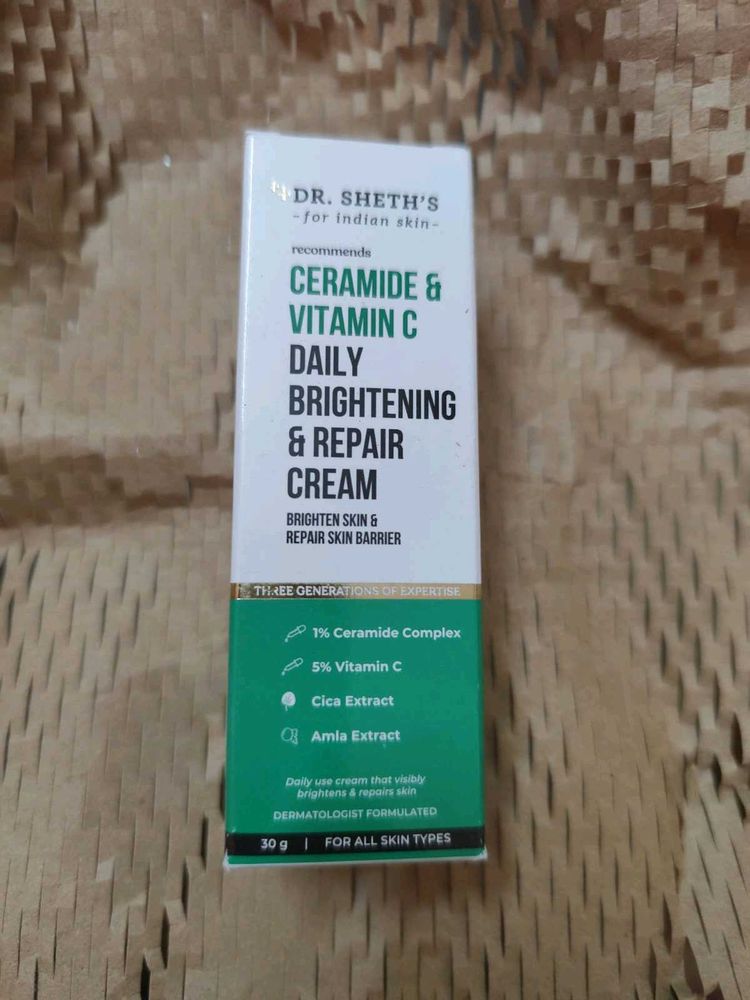 DR. SHETH'S
-for indian skin-
recommends
CERAMIDE &
VITAMIN C
DAILY
BRIGHTENING
& REPAIR
CREAM
BRIGHTEN SKIN &
REPAIR SKIN BARRIER
THREE GENERATIONS OF EXPERTISE
1% Ceramide Complex
5% Vitamin C
Cica Extract
Amla Extract
Daily use cream that visibly
brightens & repairs skin
DERMATOLOGIST FORMULATED
30 g | FOR ALL SKIN TYPES